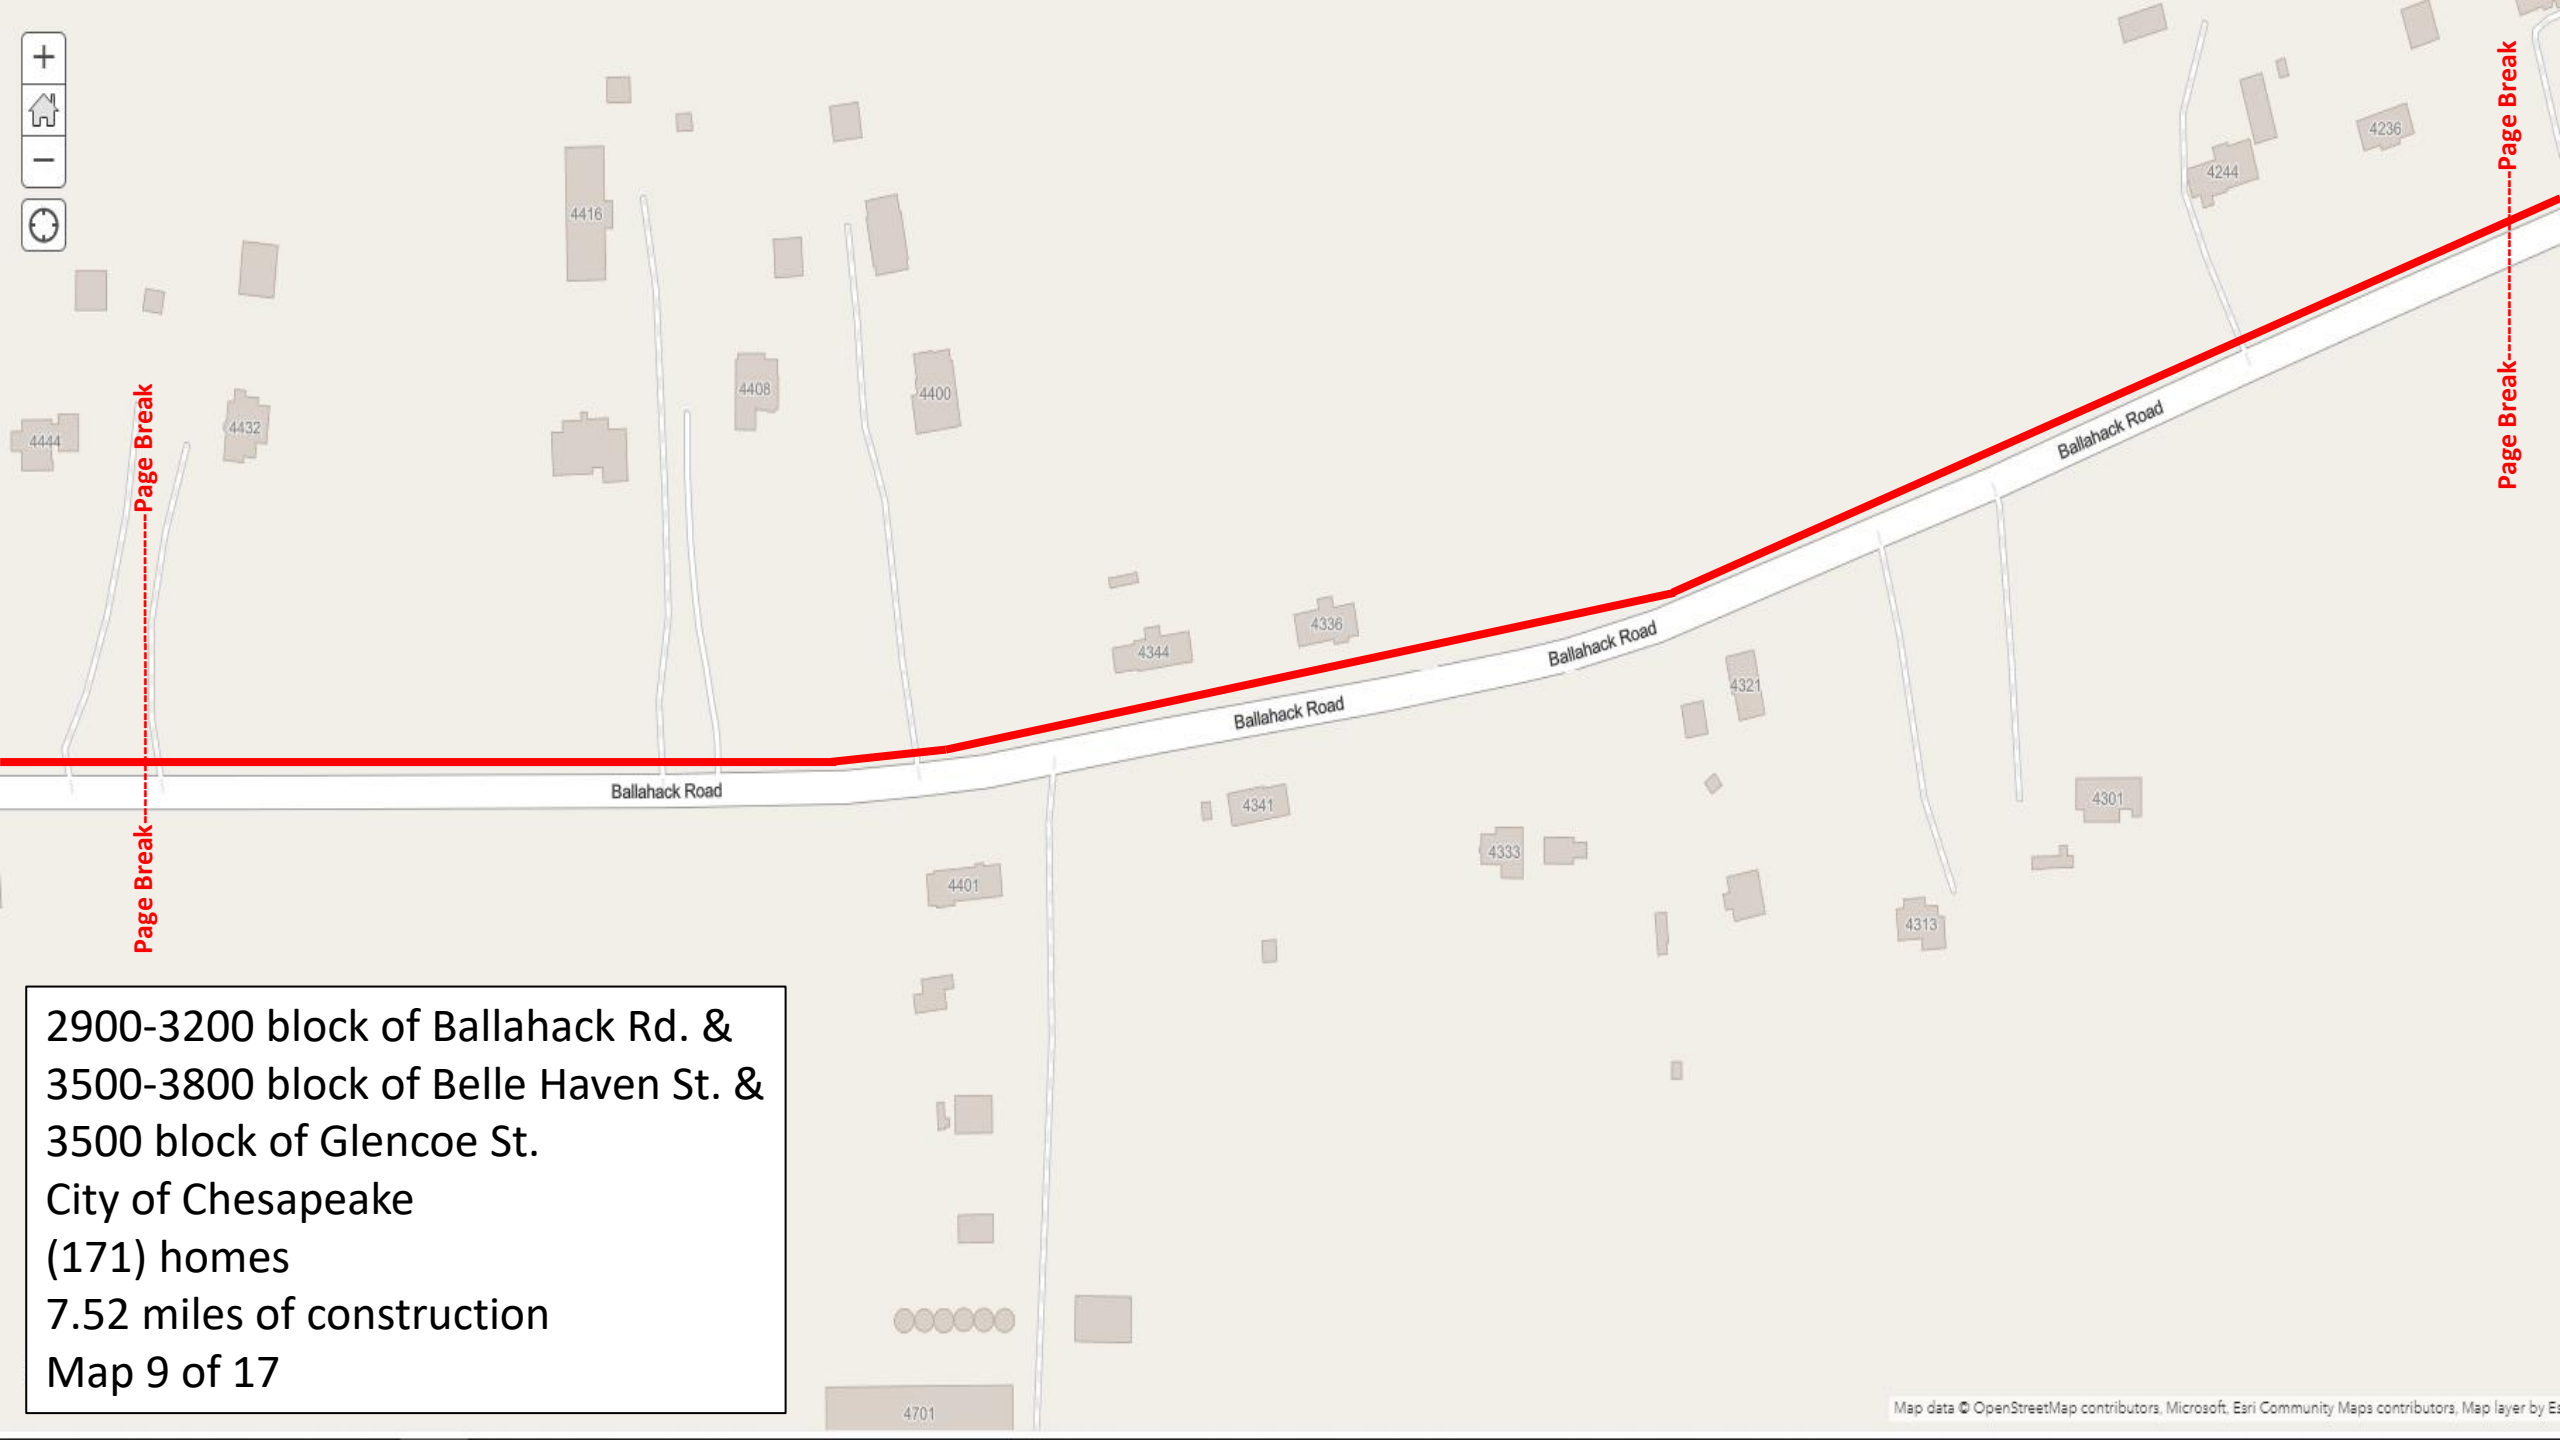 +
−
4236
4244
Page Break
Page Break
4416
4408
4400
4432
4444
Page Break
Page Break
Ballahack Road
4336
4344
Ballahack Road
4321
Ballahack Road
Ballahack Road
4341
4301
4333
4401
4313
2900-3200 block of Ballahack Rd. &
3500-3800 block of Belle Haven St. &
3500 block of Glencoe St.
City of Chesapeake
(171) homes
7.52 miles of construction
Map 9 of 17
4701
Map data © OpenStreetMap contributors, Microsoft, Esri Community Maps contributors, Map layer by Es